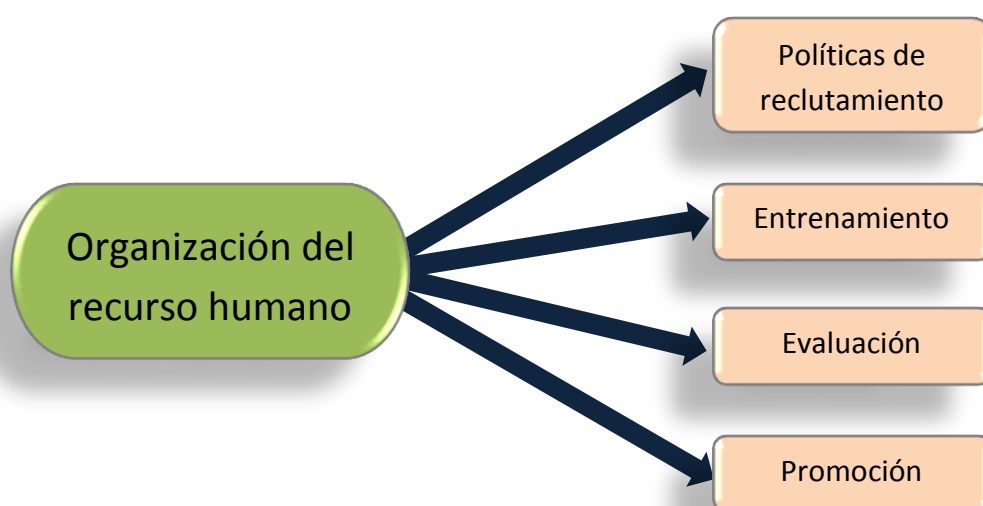 Organización del
recurso humano
Políticas de
reclutamiento
Entrenamiento
Evaluación
Promoción